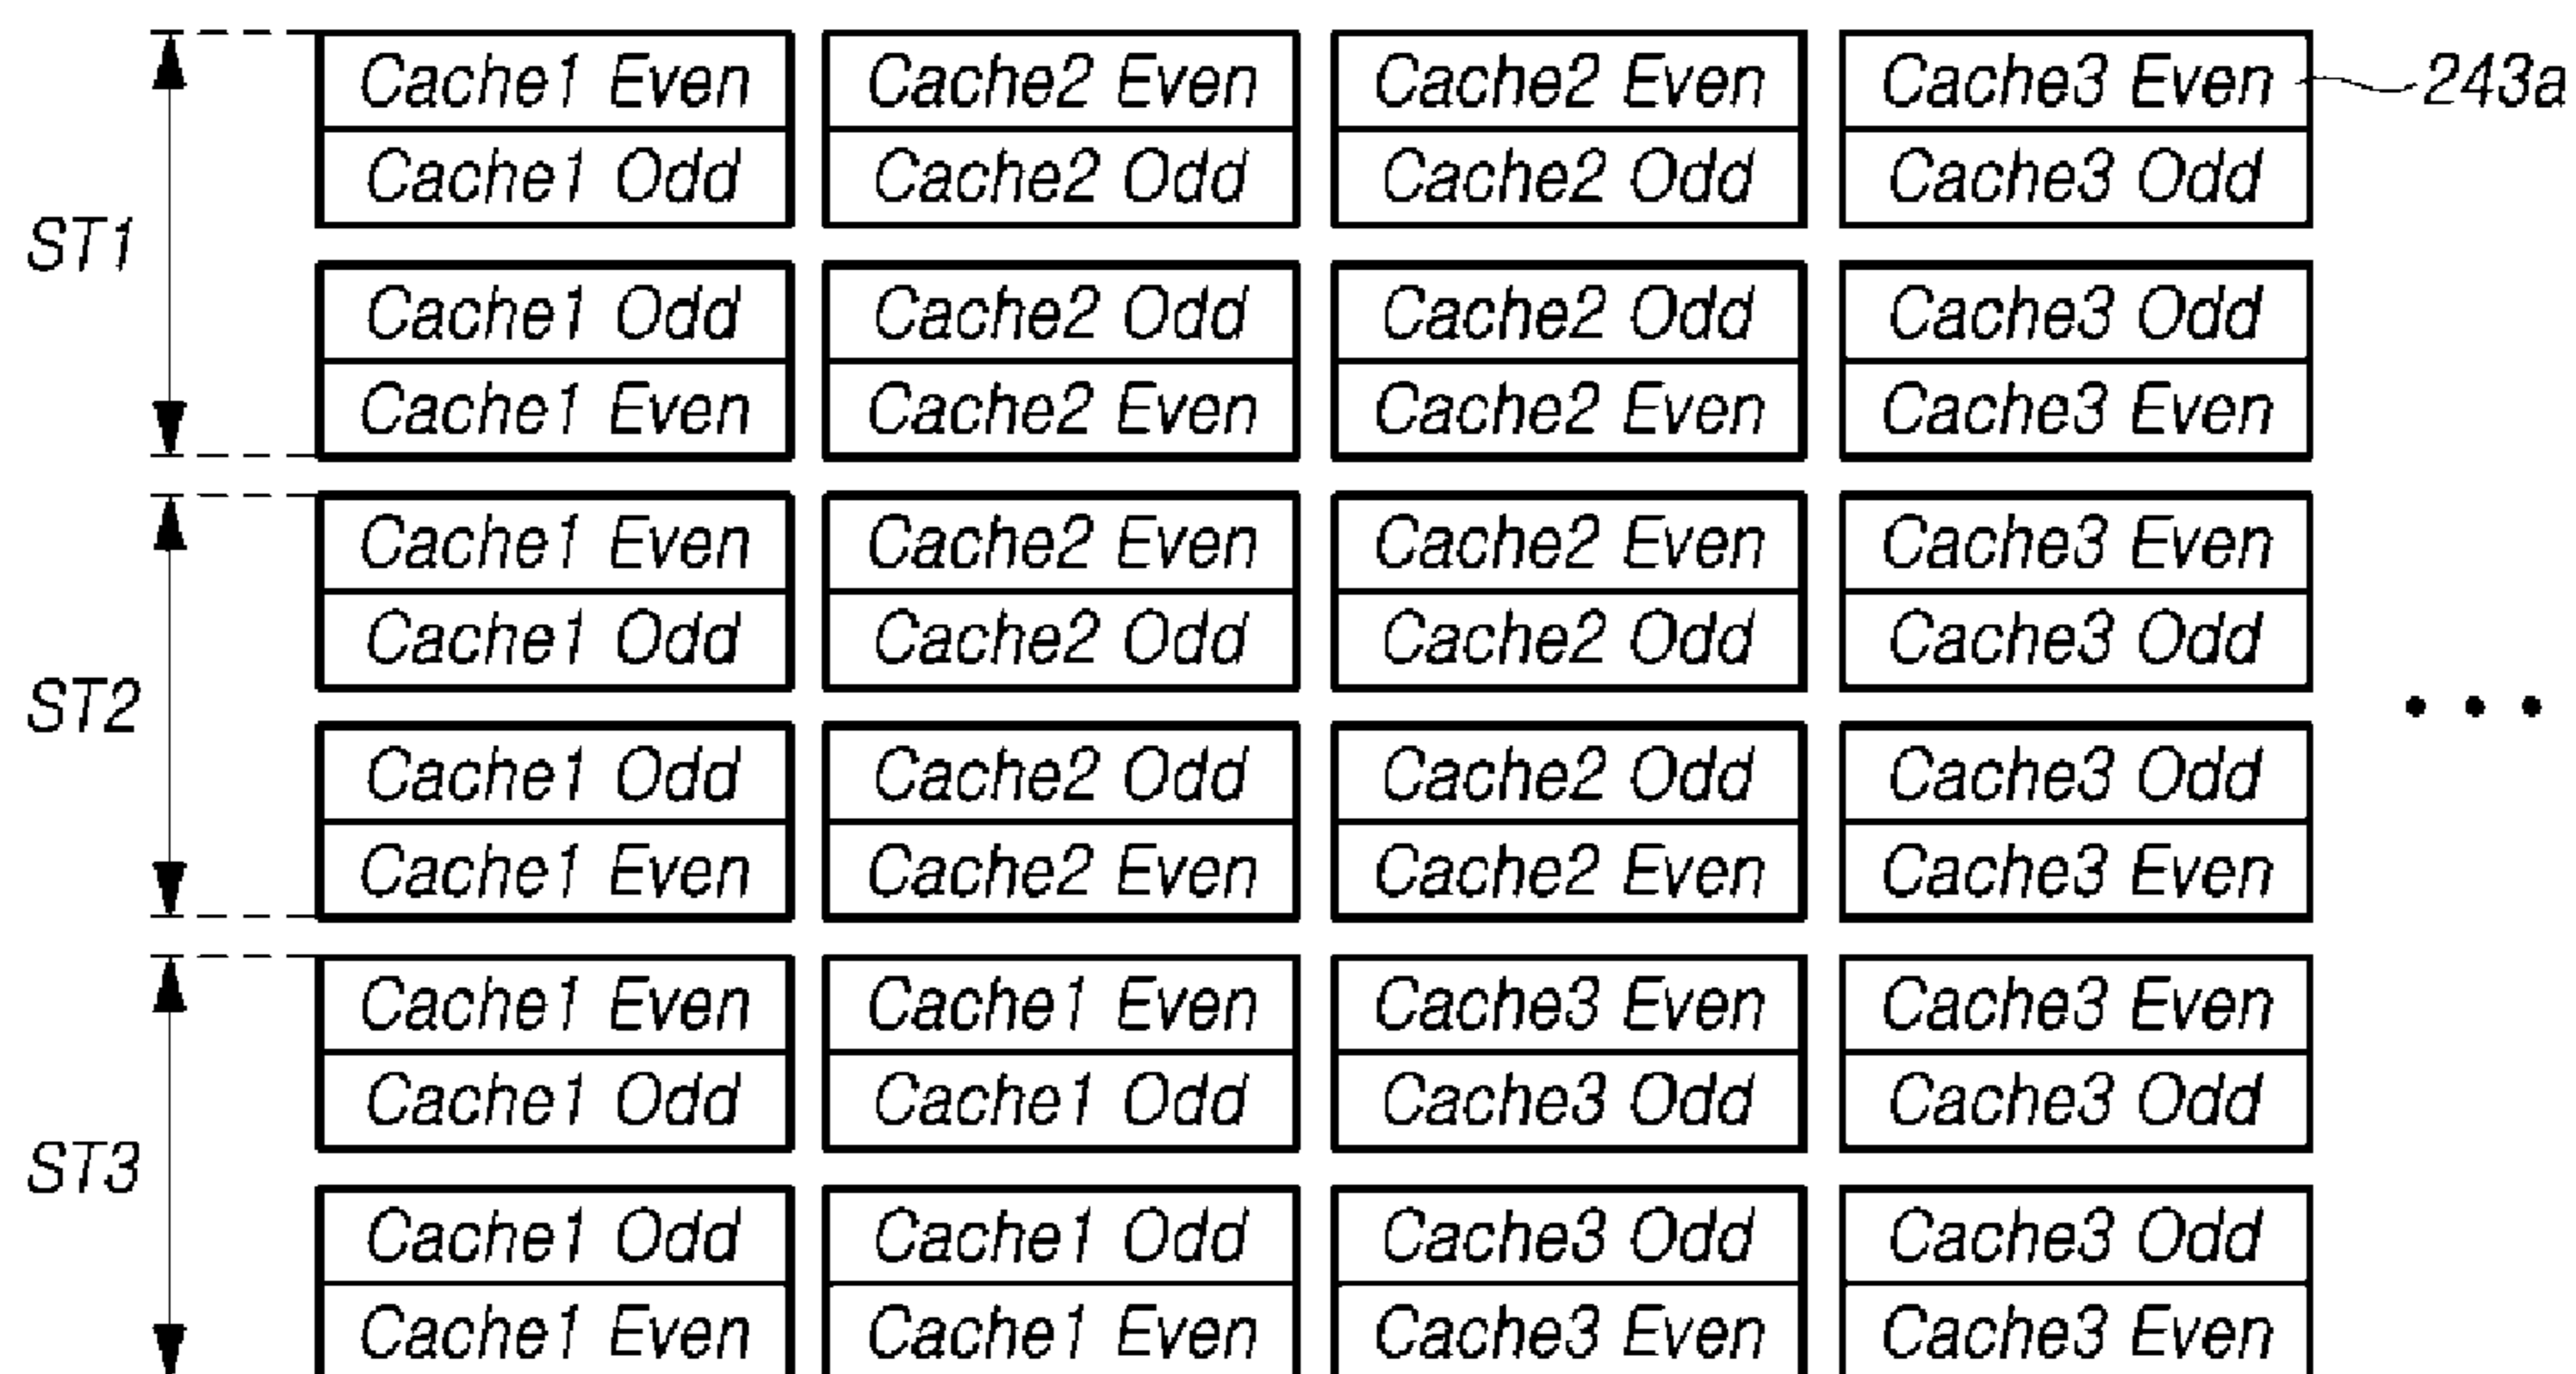 Cache1 Even Cache2 Even Cache2 Even Cache3 Even 243a
Cache1 Odd Cache2 Odd Cache2 Odd Cache3 Odd
ST1
Cache1 Odd Cache2 Odd Cache2 Odd Cache3 Odd
Cache1 Even Cache2 Even Cache2 Even Cache3 Even
Cache1 Even Cache2 Even Cache2 Even Cache3 Even
Cache1 Odd Cache2 Odd Cache2 Odd Cache3 Odd
ST2 • • •
Cache1 Odd Cache2 Odd Cache2 Odd Cache3 Odd
Cache1 Even Cache2 Even Cache2 Even Cache3 Even
Cache1 Even Cache1 Even Cache3 Even Cache3 Even
Cache1 Odd Cache1 Odd Cache3 Odd Cache3 Odd
ST3
Cache1 Odd Cache1 Odd Cache3 Odd Cache3 Odd
Cache1 Even Cache1 Even Cache3 Even Cache3 Even